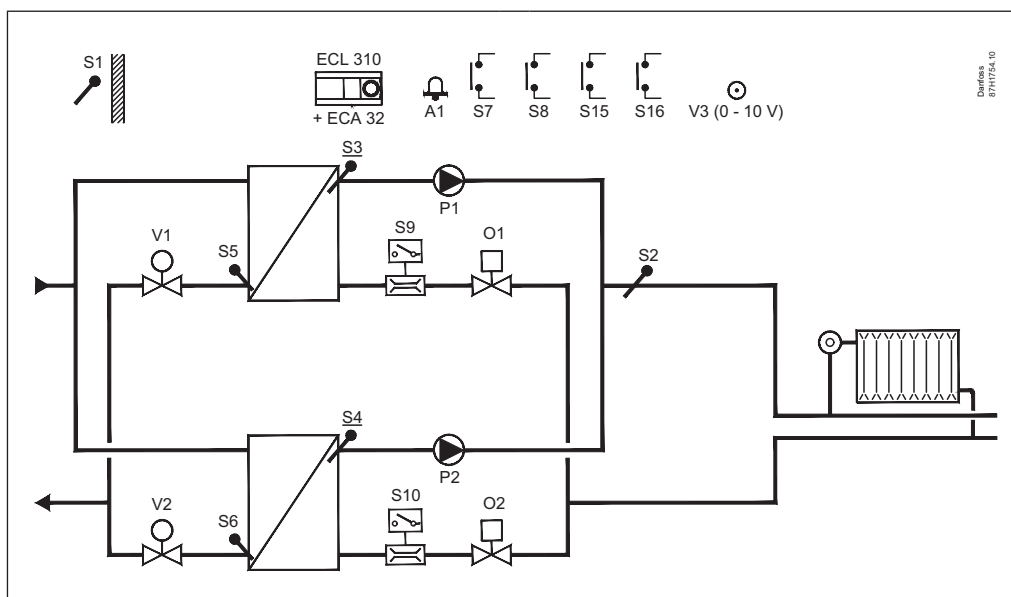 S1
ECL 310
+ ECA 32
A1
S7
S8
S15
S16
V3 (0 - 10 V)
Danfoss
87H1754.10
S3
P1
V1
S5
S9
O1
S2
S4
P2
V2
S6
S10
O2